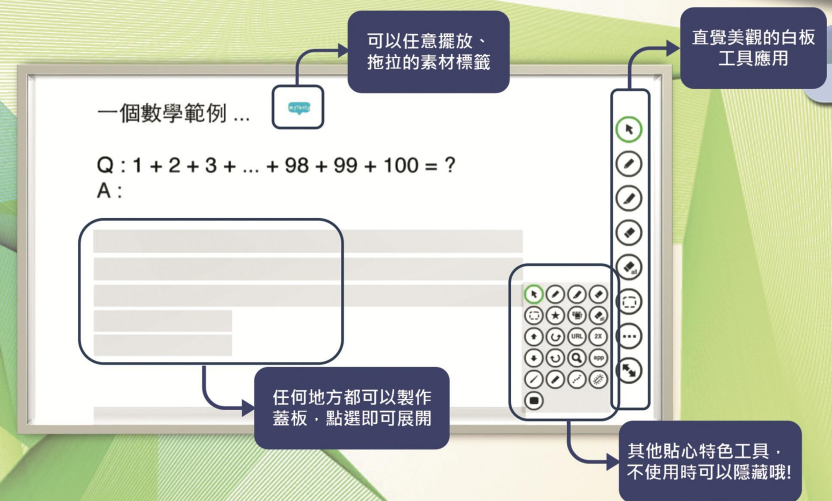 可以任意擺放、
拖拉的素材標籤
直覺美觀的白板
工具應用
一個數學範例 ...
Q : 1 + 2 + 3 + ... + 98 + 99 + 100 = ?
A :
all
URL
2X
app
任何地方都可以製作
蓋板，點選即可展開
其他貼心特色工具，
不使用時可以隱藏哦!